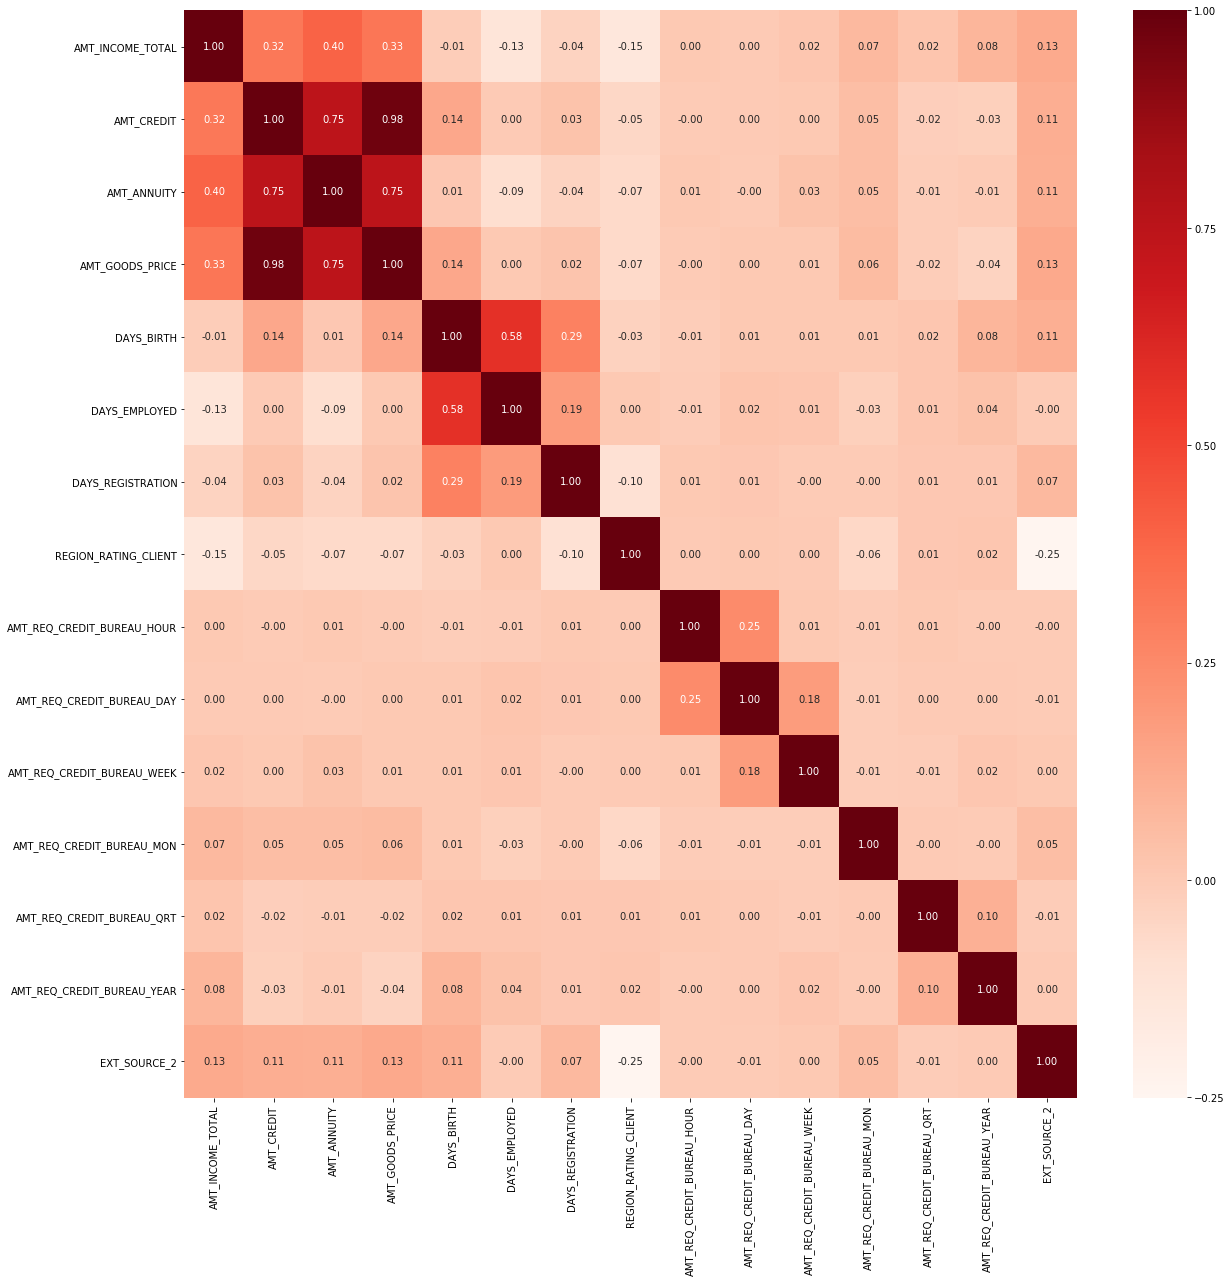 AMT_INCOME_TOTAL 1.00 0.32 0.40 0.33 -0.01 -0.13 -0.04 -0.15 0.00 0.00 0.02 0.07 0.02 0.08 0.13
AMT_CREDIT 0.32 1.00 0.75 0.98 0.14 0.00 0.03 -0.05 -0.00 0.00 0.00 0.05 -0.02 -0.03 0.11
AMT_ANNUITY 0.40 0.75 1.00 0.75 0.01 -0.09 -0.04 -0.07 0.01 -0.00 0.03 0.05 -0.01 -0.01 0.11
AMT_GOODS_PRICE 0.33 0.98 0.75 1.00 0.14 0.00 0.02 -0.07 -0.00 0.00 0.01 0.06 -0.02 -0.04 0.13
DAYS_BIRTH -0.01 0.14 0.01 0.14 1.00 0.58 0.29 -0.03 -0.01 0.01 0.01 0.01 0.02 0.08 0.11
DAYS_EMPLOYED -0.13 0.00 -0.09 0.00 0.58 1.00 0.19 0.00 -0.01 0.02 0.01 -0.03 0.01 0.04 -0.00
DAYS_REGISTRATION -0.04 0.03 -0.04 0.02 0.29 0.19 1.00 -0.10 0.01 0.01 -0.00 -0.00 0.01 0.01 0.07
REGION_RATING_CLIENT -0.15 -0.05 -0.07 -0.07 -0.03 0.00 -0.10 1.00 0.00 0.00 0.00 -0.06 0.01 0.02 -0.25
AMT_REQ_CREDIT_BUREAU_HOUR 0.00 -0.00 0.01 -0.00 -0.01 -0.01 0.01 0.00 1.00 0.25 0.01 -0.01 0.01 -0.00 -0.00
AMT_REQ_CREDIT_BUREAU_DAY 0.00 0.00 -0.00 0.00 0.01 0.02 0.01 0.00 0.25 1.00 0.18 -0.01 0.00 0.00 -0.01
AMT_REQ_CREDIT_BUREAU_WEEK 0.02 0.00 0.03 0.01 0.01 0.01 -0.00 0.00 0.01 0.18 1.00 -0.01 -0.01 0.02 0.00
AMT_REQ_CREDIT_BUREAU_MON 0.07 0.05 0.05 0.06 0.01 -0.03 -0.00 -0.06 -0.01 -0.01 -0.01 1.00 -0.00 -0.00 0.05
AMT_REQ_CREDIT_BUREAU_QRT 0.02 -0.02 -0.01 -0.02 0.02 0.01 0.01 0.01 0.01 0.00 -0.01 -0.00 1.00 0.10 -0.01
AMT_REQ_CREDIT_BUREAU_YEAR 0.08 -0.03 -0.01 -0.04 0.08 0.04 0.01 0.02 -0.00 0.00 0.02 -0.00 0.10 1.00 0.00
EXT_SOURCE_2 0.13 0.11 0.11 0.13 0.11 -0.00 0.07 -0.25 -0.00 -0.01 0.00 0.05 -0.01 0.00 1.00
AMT_INCOME_TOTAL
AMT_CREDIT
AMT_ANNUITY
AMT_GOODS_PRICE
DAYS_BIRTH
DAYS_EMPLOYED
DAYS_REGISTRATION
REGION_RATING_CLIENT
AMT_REQ_CREDIT_BUREAU_HOUR
AMT_REQ_CREDIT_BUREAU_DAY
AMT_REQ_CREDIT_BUREAU_WEEK
AMT_REQ_CREDIT_BUREAU_MON
AMT_REQ_CREDIT_BUREAU_QRT
AMT_REQ_CREDIT_BUREAU_YEAR
EXT_SOURCE_2
1.00
0.75
0.50
0.25
0.00
−0.25